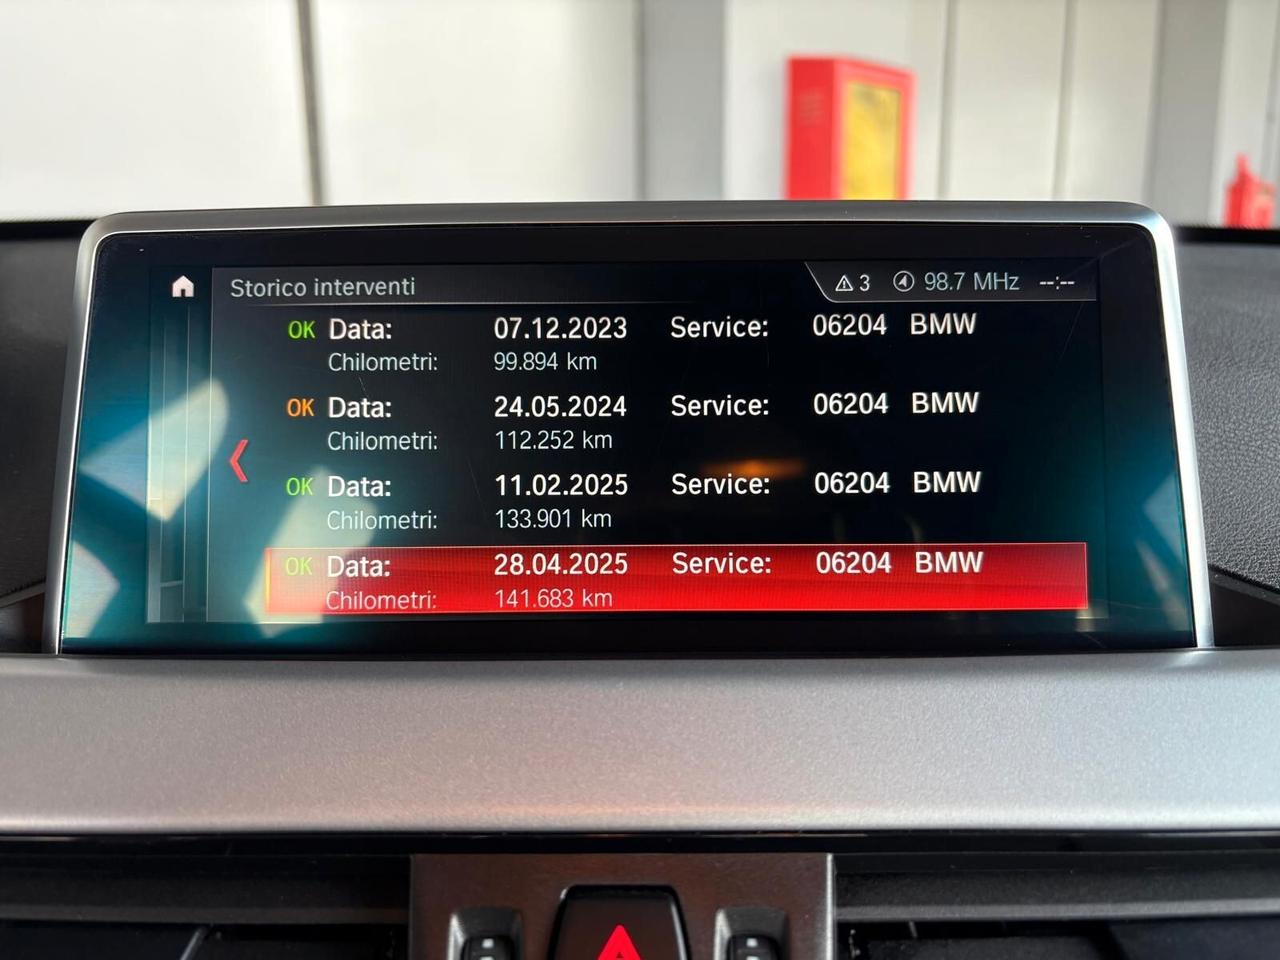 Storico interventi 3 98.7 MHz --:--
OK Data: 07.12.2023 Service: 06204 BMW
Chilometri: 99.894 km
OK Data: 24.05.2024 Service: 06204 BMW
Chilometri: 112.252 km
OK Data: 11.02.2025 Service: 06204 BMW
Chilometri: 133.901 km
OK Data: 28.04.2025 Service: 06204 BMW
Chilometri: 141.683 km